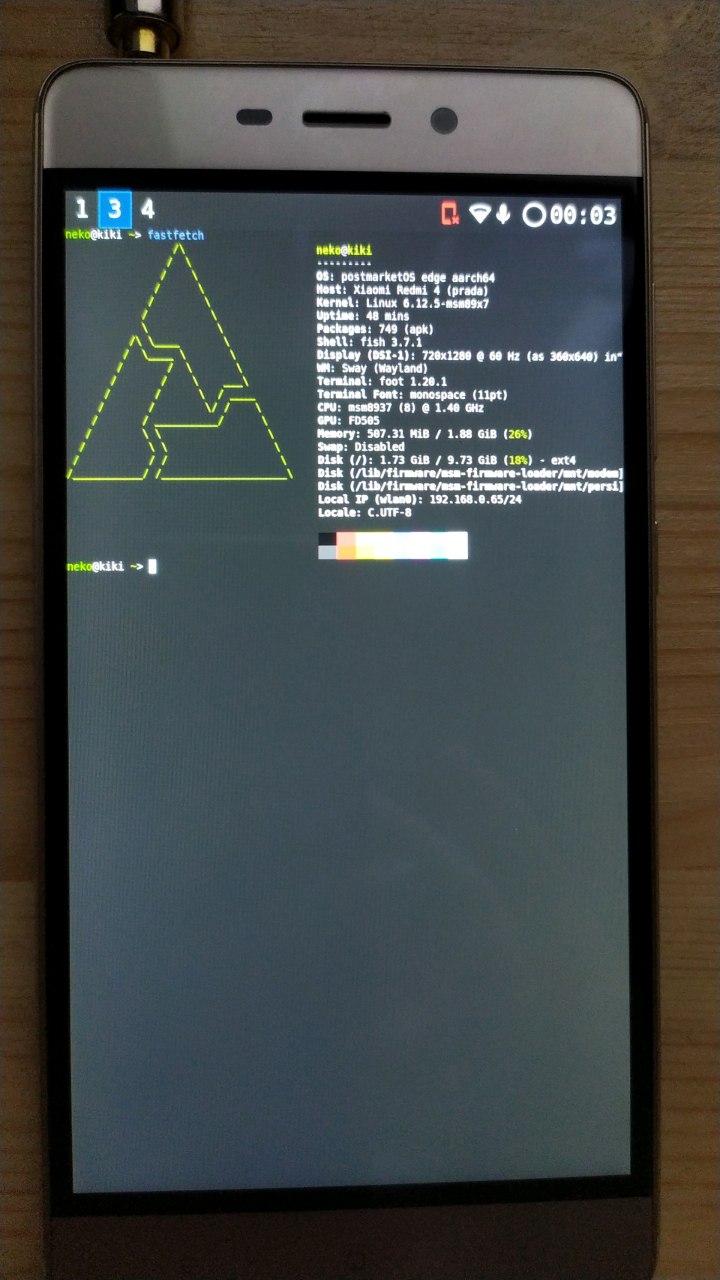 1 3 4 00:03
neko@kiki ~> fastfetch
neko@kiki
---------
OS: postmarketOS edge aarch64
Host: Xiaomi Redmi 4 (prada)
Kernel: Linux 6.12.5-msm89x7
Uptime: 48 mins
Packages: 749 (apk)
Shell: fish 3.7.1
Display (DSI-1): 720x1280 @ 60 Hz (as 360x640) in"
WM: Sway (Wayland)
Terminal: foot 1.20.1
Terminal Font: monospace (11pt)
CPU: msm8937 (8) @ 1.40 GHz
GPU: FD505
Memory: 507.31 MiB / 1.88 GiB (26%)
Swap: Disabled
Disk (/): 1.73 GiB / 9.73 GiB (18%) - ext4
Disk (/lib/firmware/msm-firmware-loader/mnt/modem]
Disk (/lib/firmware/msm-firmware-loader/mnt/persi]
Local IP (wlan0): 192.168.0.65/24
Locale: C.UTF-8
neko@kiki ~>